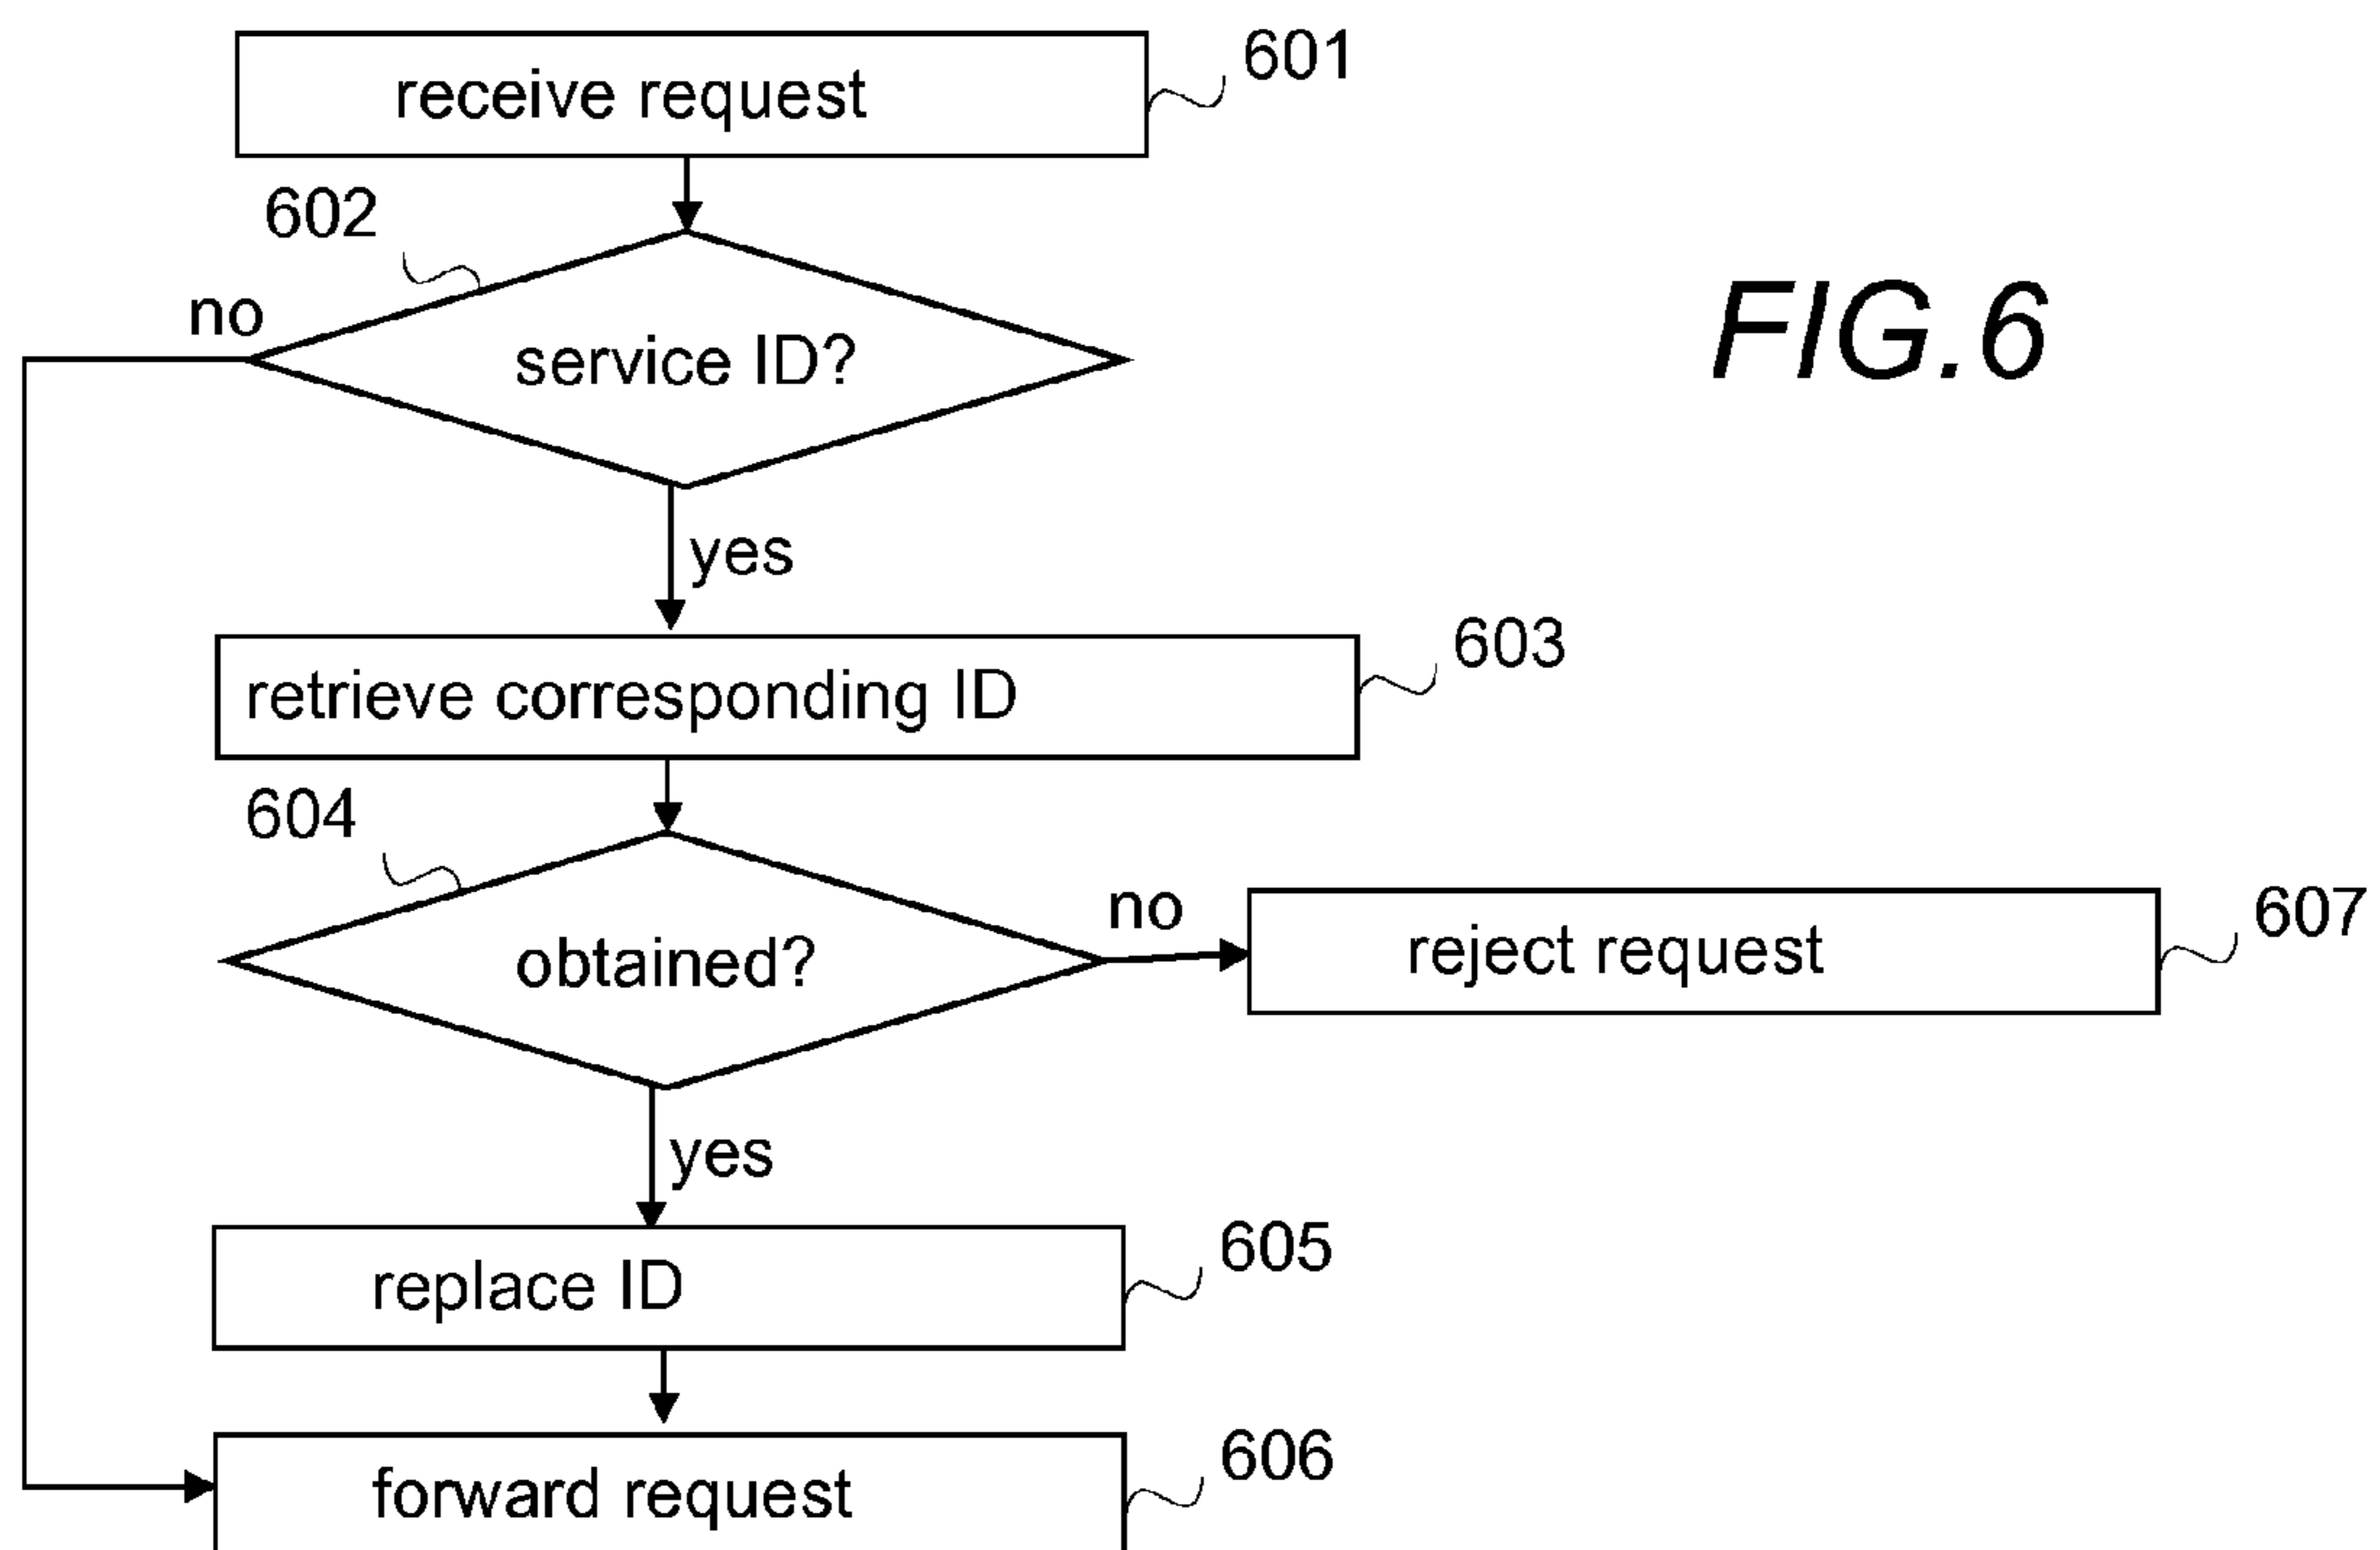 receive request
601
602
no
service ID?
FIG.6
yes
603
retrieve corresponding ID
604
no
607
obtained?
reject request
yes
605
replace ID
606
forward request